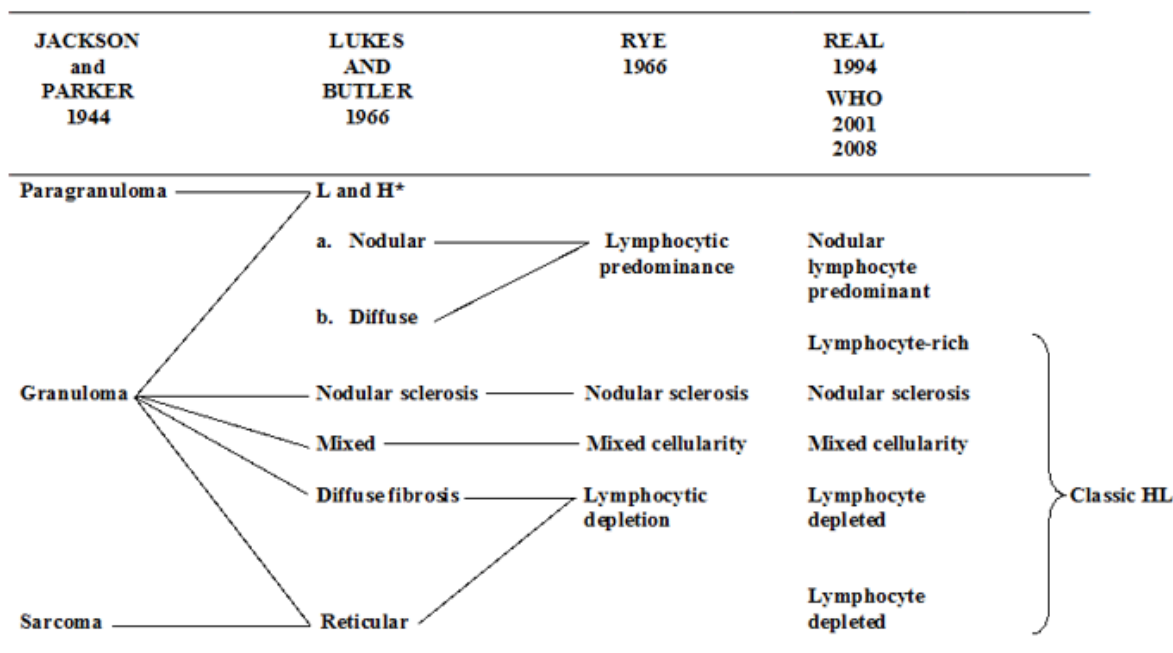 JACKSON
and
PARKER
1944
LUKES
AND
BUTLER
1966
RYE
1966
REAL
1994
WHO
2001
2008
Paragranuloma
L and H*
a. Nodular
Lymphocytic
predominance
Nodular
lymphocyte
predominant
b. Diffuse
Lymphocyte-rich
Granuloma
Nodular sclerosis
Nodular sclerosis
Nodular sclerosis
Mixed
Mixed cellularity
Mixed cellularity
Diffuse fibrosis
Lymphocytic
depletion
Lymphocyte
depleted
Classic HL
Sarcoma
Reticular
Lymphocyte
depleted